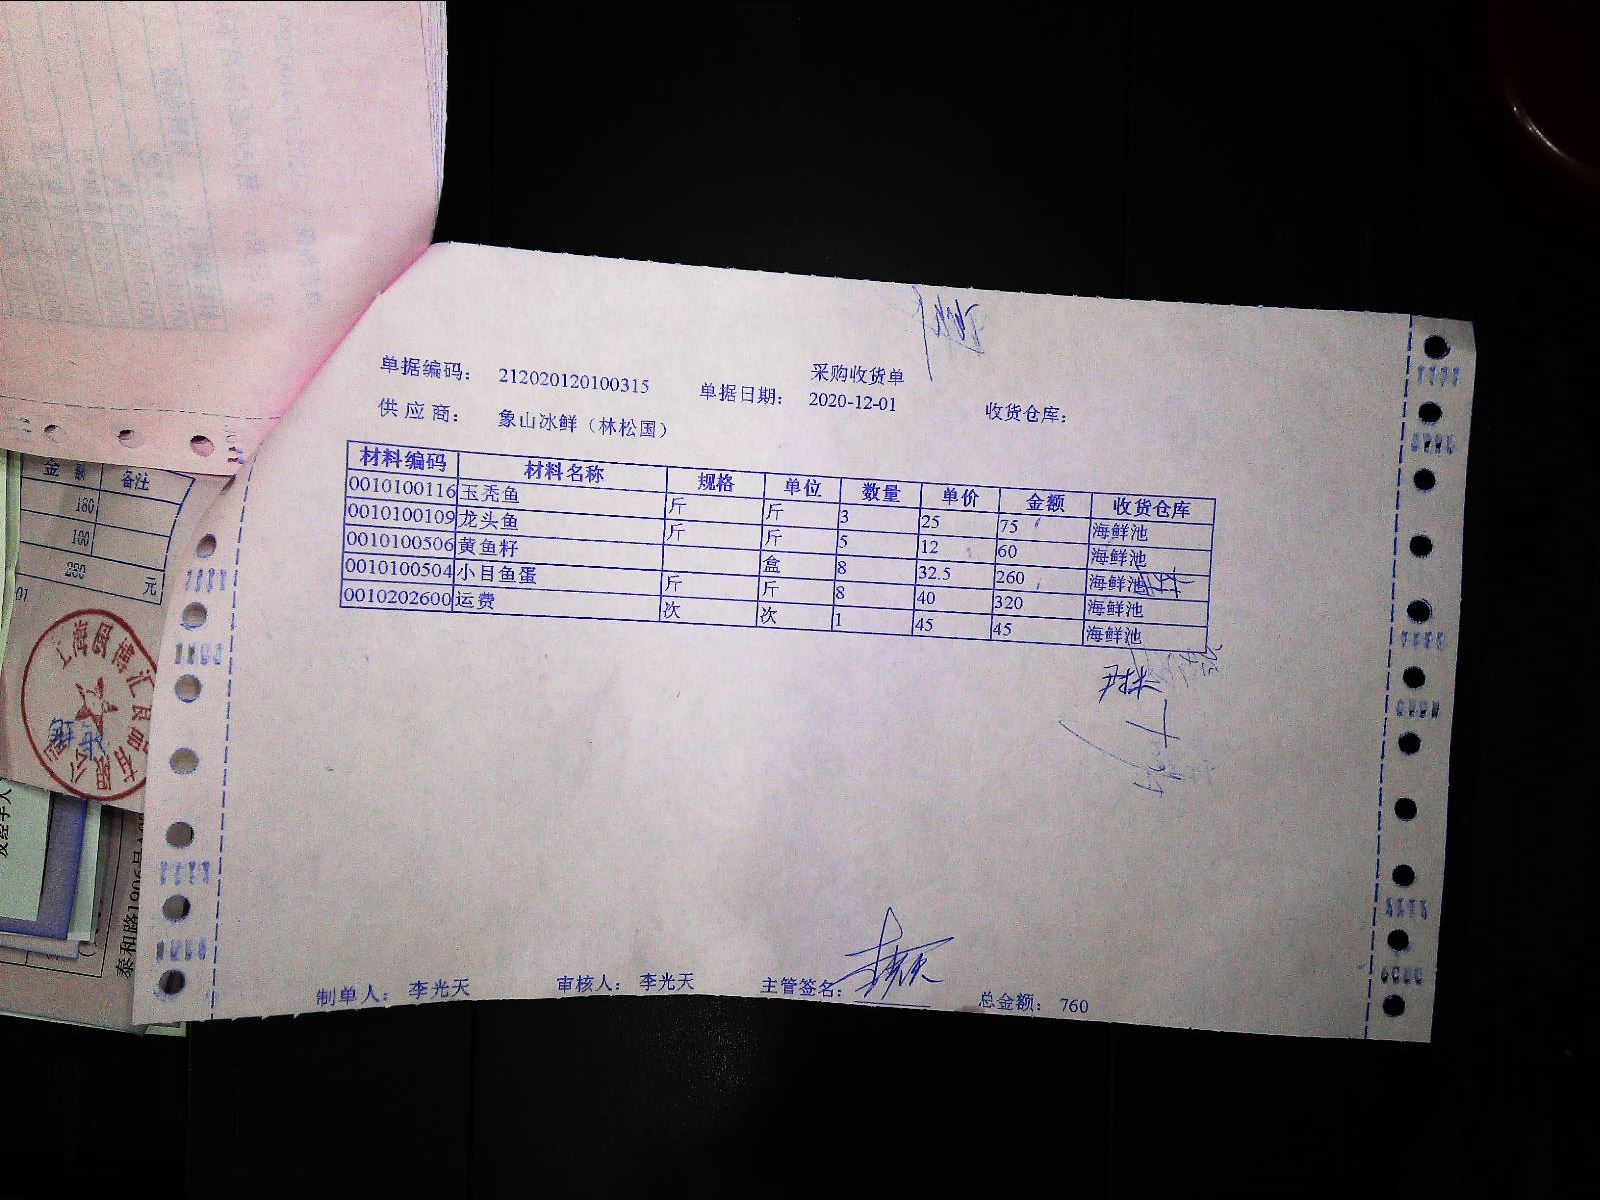 采购收货单
单据编码： 212020120100315 单据日期： 2020-12-01 收货仓库：
供应商： 象山冰鲜（林松国）
材料编码 材料名称 规格 单位 数量 单价 金额 收货仓库
0010100116 玉秃鱼 斤 斤 3 25 75 海鲜池
0010100109 龙头鱼 斤 斤 5 12 60 海鲜池
0010100506 黄鱼籽 盒 8 32.5 260 海鲜池
0010100504 小目鱼蛋 斤 斤 8 40 320 海鲜池
0010202600 运费 次 次 1 45 45 海鲜池
制单人： 李光天 审核人： 李光天 主管签名： 总金额： 760
金 额 备注
180
100
280 元
泰和路